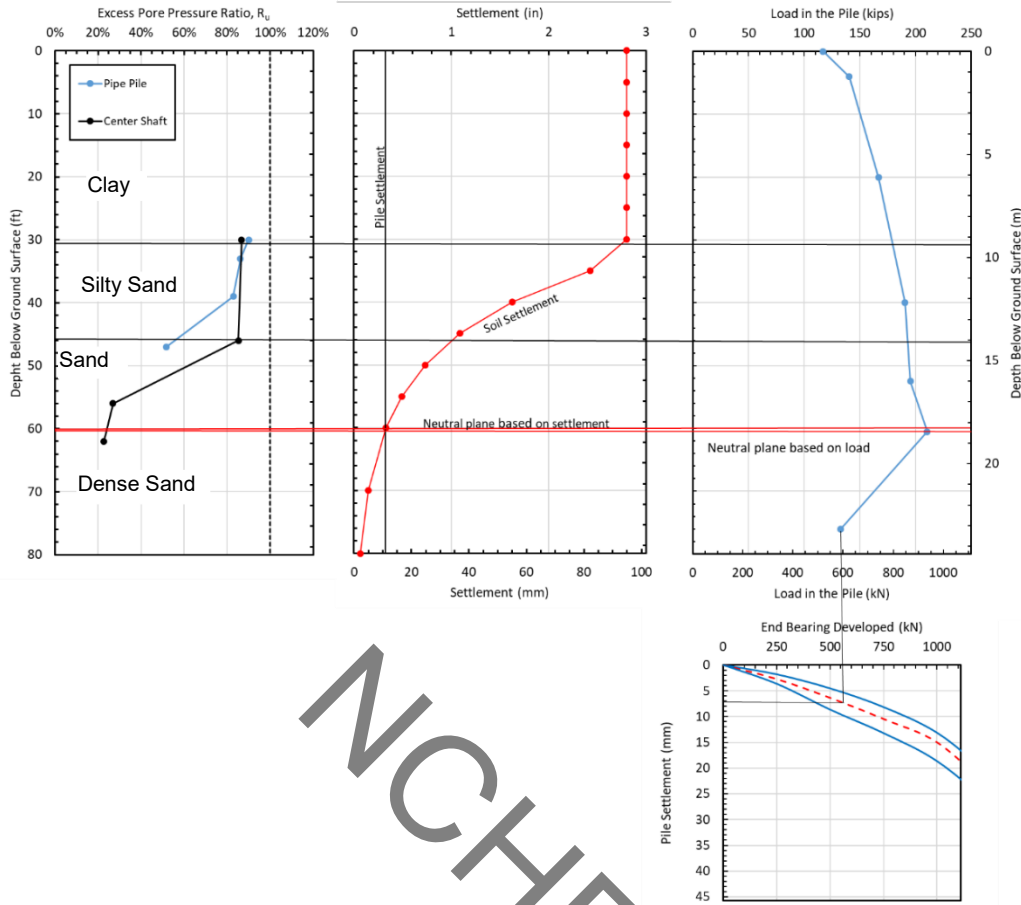 Excess Pore Pressure Ratio, Ru
0% 20% 40% 60% 80% 100% 120%
Settlement (in)
0 1 2 3
Load in the Pile (kips)
0 50 100 150 200 250
Depht Below Ground Surface (ft)
0
10
20
30
40
50
60
70
80
Pipe Pile
Center Shaft
Clay
Silty Sand
Sand
Dense Sand
Pile Settlement
Soil Settlement
Neutral plane based on settlement
Neutral plane based on load
0
5
10
15
20
Depth Below Ground Surface (m)
0 20 40 60 80 100
Settlement (mm)
0 200 400 600 800 1000
Load in the Pile (kN)
End Bearing Developed (kN)
0 250 500 750 1000
Pile Settlement (mm)
0
5
10
15
20
25
30
35
40
45